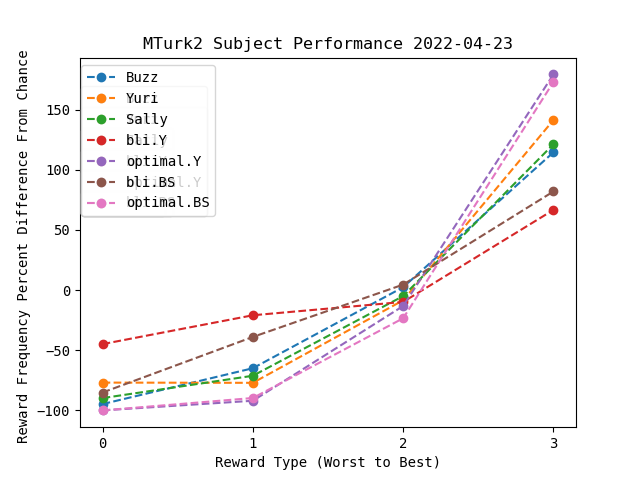 MTurk2 Subject Performance 2022-04-23
Reward Frequency Percent Difference From Chance
150
100
50
0
−50
−100
Buzz
Yuri
Sally
bli.Y
optimal.Y
bli.BS
optimal.BS
0 1 2 3
Reward Type (Worst to Best)